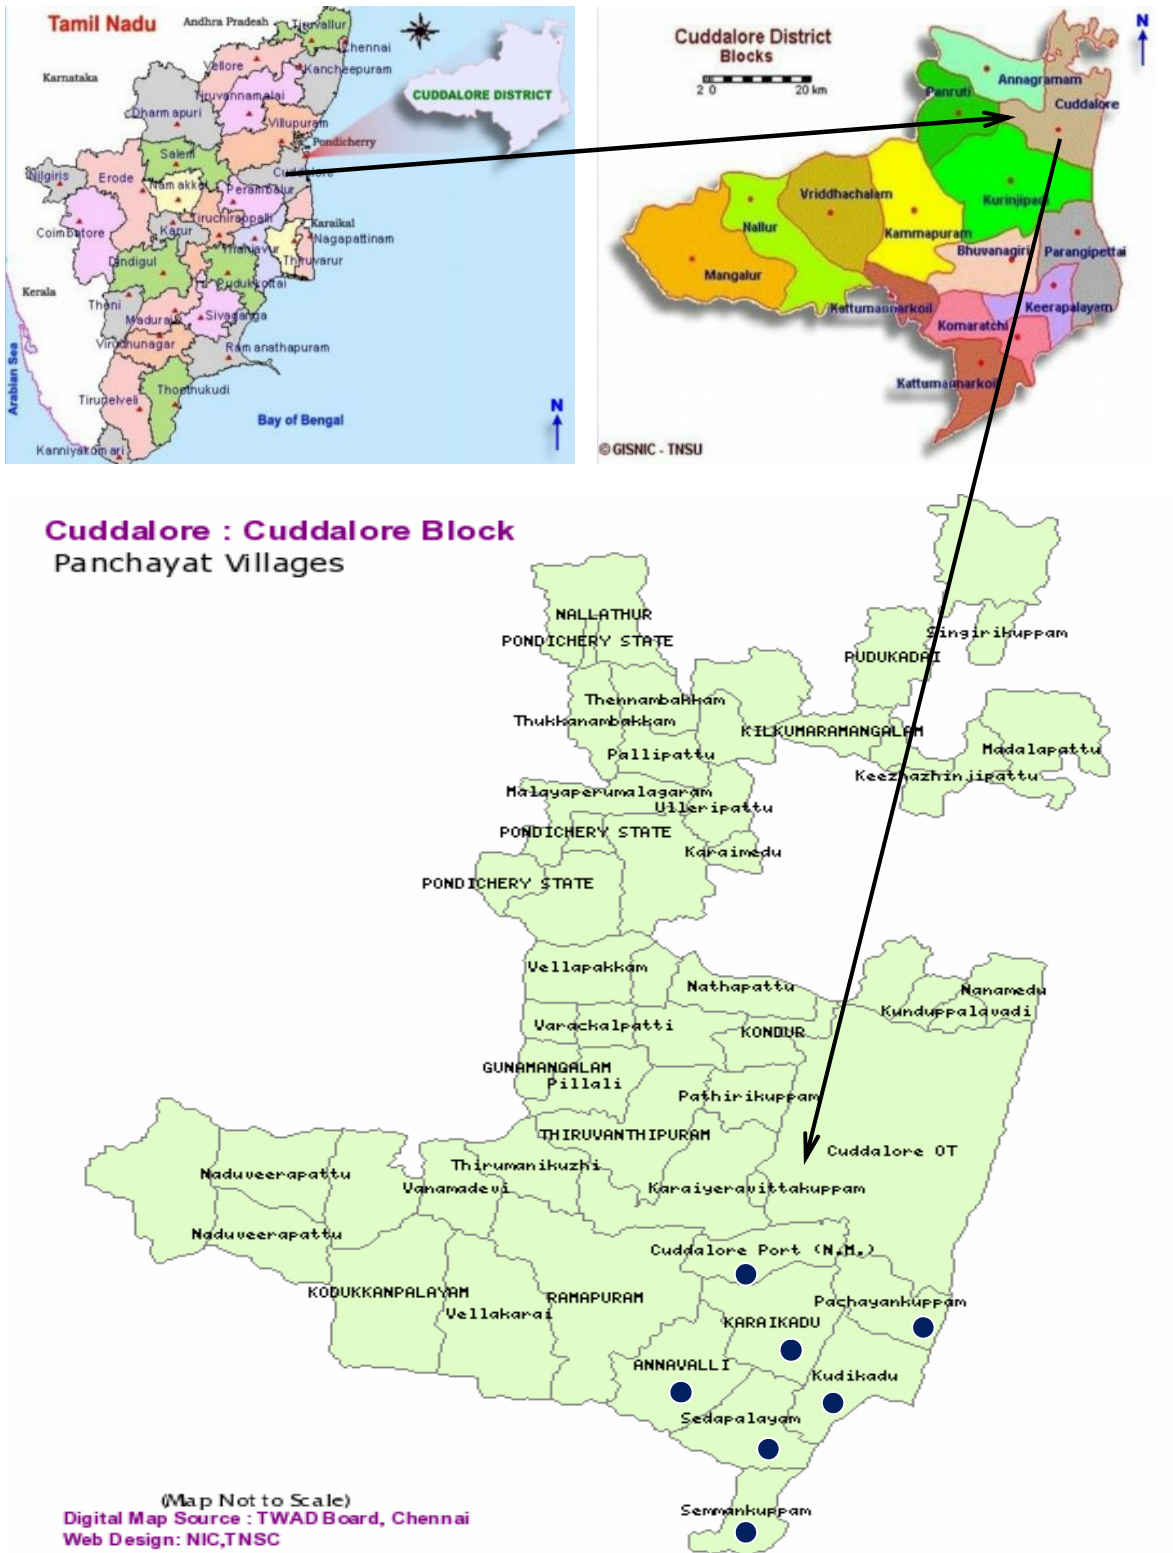 Tamil Nadu
Andhra Pradesh
Tiruvallur
Chennai
Vellore
Kancheepuram
Karnataka
Tiruvannamalai
Dharmapuri
Villupuram
Pondicherry
CUDDALORE DISTRICT
Salem
Cuddalore
Nilgiris
Erode
Namakkal
Perambalur
Tiruchirappalli
Karaikal
Coimbatore
Karur
Nagapattinam
Thanjavur
Thiruvarur
Dindigul
Pudukkottai
Kerala
Theni
Madurai
Sivaganga
Virudhunagar
Ramanathapuram
Thoothukudi
Tirunelveli
Arabian Sea
Bay of Bengal
N
Kanniyakumari
Cuddalore District
Blocks
2 0 20 km
N
Annagramam
Panruti
Cuddalore
Vriddhachalam
Kurinjipadi
Nallur
Kammapuram
Bhuvanagiri
Parangipettai
Mangalur
Kattumannarkoil
Keerapalayam
Komaratchi
Kattumannarkoil
© GISNIC - TNSU
Cuddalore : Cuddalore Block
Panchayat Villages
NALLATHUR
PONDICHERY STATE
Singirikuppam
PUDUKADAI
Thennambakkam
Thukkanambakkam
KILKUMARAMANGALAM
Pallipattu
Madalapattu
Keezhazhinjipattu
Malayaperumalagaram
Ulleripattu
PONDICHERY STATE
Karaimedu
PONDICHERY STATE
Vellapakkam
Nathapattu
Nanamedu
Kunduppalavadi
Varackalpatti
KONDUR
GUNAMANGALAM
Pillali
Pathirikuppam
THIRUVANTHIPURAM
Cuddalore OT
Thirumanikuzhi
Naduveerapattu
Vanamadevi
Karaiyeravittakuppam
Naduveerapattu
Cuddalore Port (N.M.)
KODUKKANPALAYAM
RAMAPURAM
Pachayankuppam
Vellakarai
KARAIKADU
ANNAVALLI
Kudikadu
Sedapalayam
Semmankuppam
(Map Not to Scale)
Digital Map Source : TWAD Board, Chennai
Web Design: NIC,TNSC